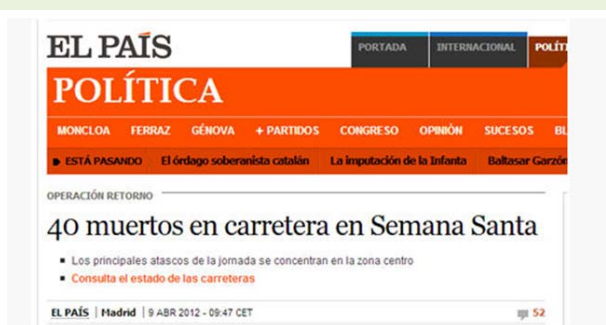 EL PAÍS
PORTADA INTERNACIONAL
POLÍTICA
MONCLOA FERRAZ GÉNOVA + PARTIDOS CONGRESO OPINIÓN SUCESOS
ESTÁ PASANDO El órdago soberanista catalán La imputación de la Infanta Baltasar Garzón
OPERACIÓN RETORNO
40 muertos en carretera en Semana Santa
Los principales atascos de la jornada se concentran en la zona centro
Consulta el estado de las carreteras
EL PAÍS | Madrid | 9 ABR 2012 - 09:47 CET 52